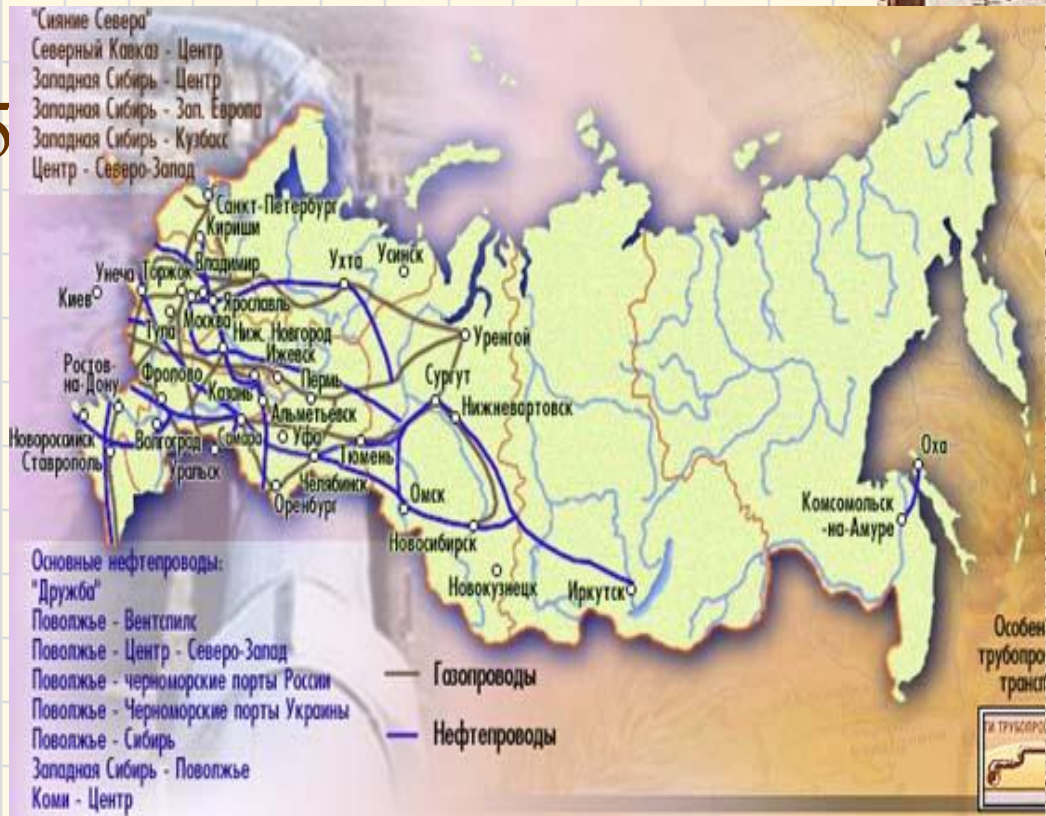 "Сияние Севера"
Северный Кавказ - Центр
Западная Сибирь - Центр
Западная Сибирь - Зап. Европа
Западная Сибирь - Кузбасс
Центр - Северо-Запад
Санкт-Петербург
Кириши
Владимир
Ухта
Усинск
Унеча
Торжок
Киев
Ярославль
Тула
Москва
Ниж. Новгород
Уренгой
Ижевск
Ростов-
на-Дону
Фролово
Пермь
Сургут
Казань
Альметьевск
Нижневартовск
Новоросийск
Волгоград
Самара
Уфа
Тюмень
Ставрополь
Уральск
Челябинск
Оренбург
Омск
Оха
Комсомольск
-на-Амуре
Новосибирск
Новокузнецк
Иркутск
Основные нефтепроводы:
"Дружба"
Поволжье - Вентспилс
Поволжье - Центр - Северо-Запад
Поволжье - черноморские порты России
Поволжье - Черноморские порты Украины
Поволжье - Сибирь
Западная Сибирь - Поволжье
Коми - Центр
Газопроводы
Нефтепроводы
Особен
трубопро
трансп